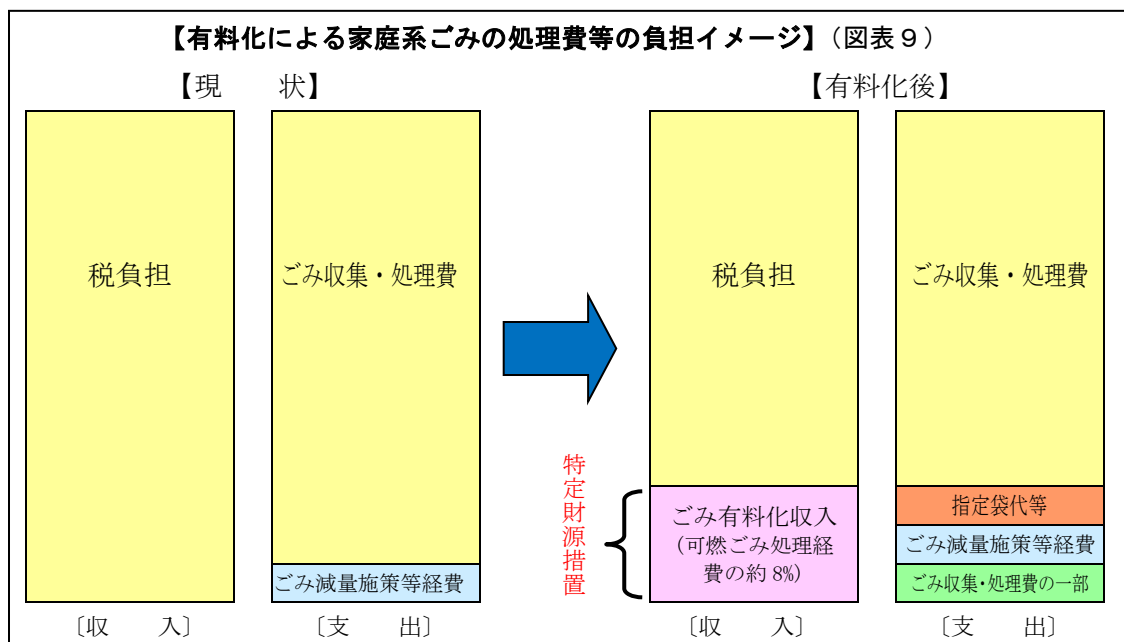 【有料化による家庭系ごみの処理費等の負担イメージ】（図表９）
【現　　状】
【有料化後】
税負担
ごみ収集・処理費
ごみ減量施策等経費
〔収　　入〕
〔支　　出〕
特定財源措置
税負担
ごみ有料化収入
（可燃ごみ処理経
費の約 8%）
ごみ収集・処理費
指定袋代等
ごみ減量施策等経費
ごみ収集・処理費の一部
〔収　　入〕
〔支　　出〕